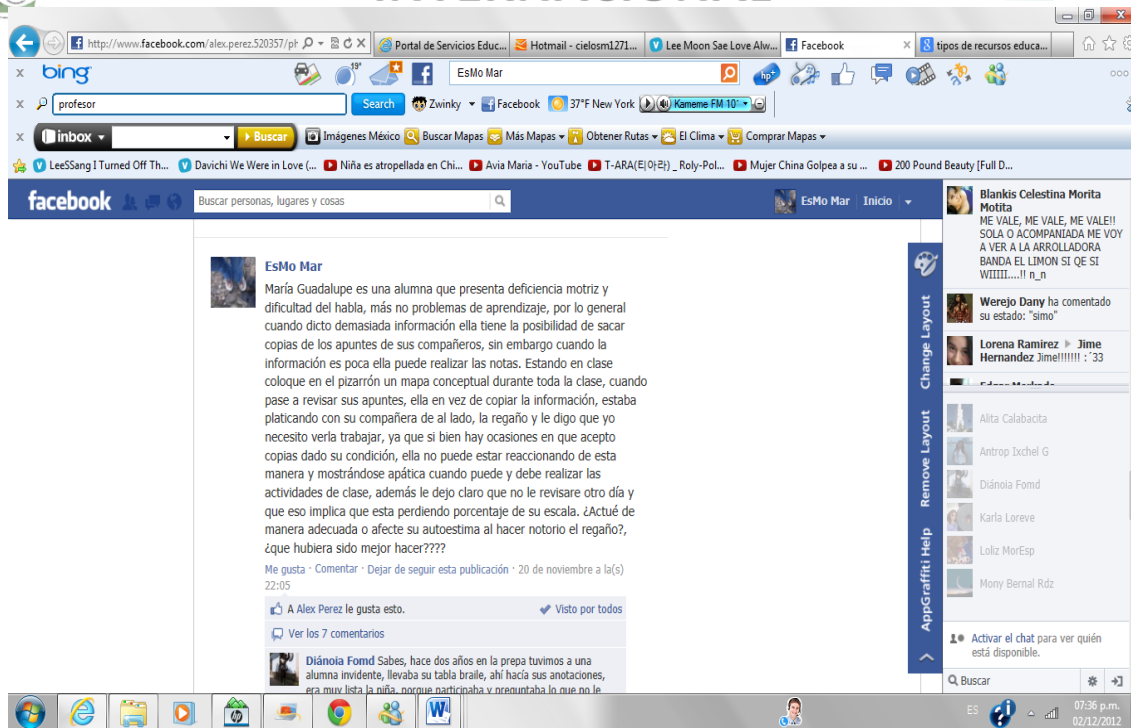 http://www.facebook.com/alex.perez.520357/ph
Portal de Servicios Educ...
Hotmail - cielosm1271...
Lee Moon Sae Love Alw...
Facebook
tipos de recursos educa...
x bing
19°
EsMo Mar
hp+
x profesor
Search
Zwinky
Facebook
37°F New York
Kameme FM 10
x inbox
Buscar
Imágenes México
Buscar Mapas
Más Mapas
Obtener Rutas
El Clima
Comprar Mapas
LeeSsang I Turned Off Th...
Davichi We Were in Love (...
Niña es atropellada en Chi...
Avia Maria - YouTube
T-ARA(티아라) _ Roly-Pol...
Mujer China Golpea a su ...
200 Pound Beauty [Full D...
facebook
Buscar personas, lugares y cosas
EsMo Mar
Inicio
EsMo Mar
María Guadalupe es una alumna que presenta deficiencia motriz y
dificultad del habla, más no problemas de aprendizaje, por lo general
cuando dicto demasiada información ella tiene la posibilidad de sacar
copias de los apuntes de sus compañeros, sin embargo cuando la
información es poca ella puede realizar las notas. Estando en clase
coloque en el pizarrón un mapa conceptual durante toda la clase, cuando
pase a revisar sus apuntes, ella en vez de copiar la información, estaba
platicando con su compañera de al lado, la regaño y le digo que yo
necesito verla trabajar, ya que si bien hay ocasiones en que acepto
copias dado su condición, ella no puede estar reaccionando de esta
manera y mostrándose apática cuando puede y debe realizar las
actividades de clase, además le dejo claro que no le revisare otro día y
que eso implica que esta perdiendo porcentaje de su escala. ¿Actué de
manera adecuada o afecte su autoestima al hacer notorio el regaño?,
¿que hubiera sido mejor hacer????
Me gusta · Comentar · Dejar de seguir esta publicación · 20 de noviembre a la(s)
22:05
A Alex Perez le gusta esto.
Visto por todos
Ver los 7 comentarios
Diánoia Fomd Sabes, hace dos años en la prepa tuvimos a una
alumna invidente, llevaba su tabla braile, ahí hacía sus anotaciones,
era muy lista la niña, porque participaba y preguntaba lo que no le
Change Layout
Remove Layout
AppGraffiti Help
Blankis Celestina Morita
Motita
ME VALE, ME VALE, ME VALE!!
SOLA O ACOMPANIADA ME VOY
A VER A LA ARROLLADORA
BANDA EL LIMON SI QE SI
WIIIII....!! n_n
Werejo Dany ha comentado
su estado: "simo"
Lorena Ramirez ▶ Jime
Hernandez Jime!!!!!!! :´33
Alita Calabacita
Antrop Ixchel G
Diánoia Fomd
Karla Loreve
Loliz MorEsp
Mony Bernal Rdz
Activar el chat para ver quién
está disponible.
Buscar
ES
07:36 p.m.
02/12/2012